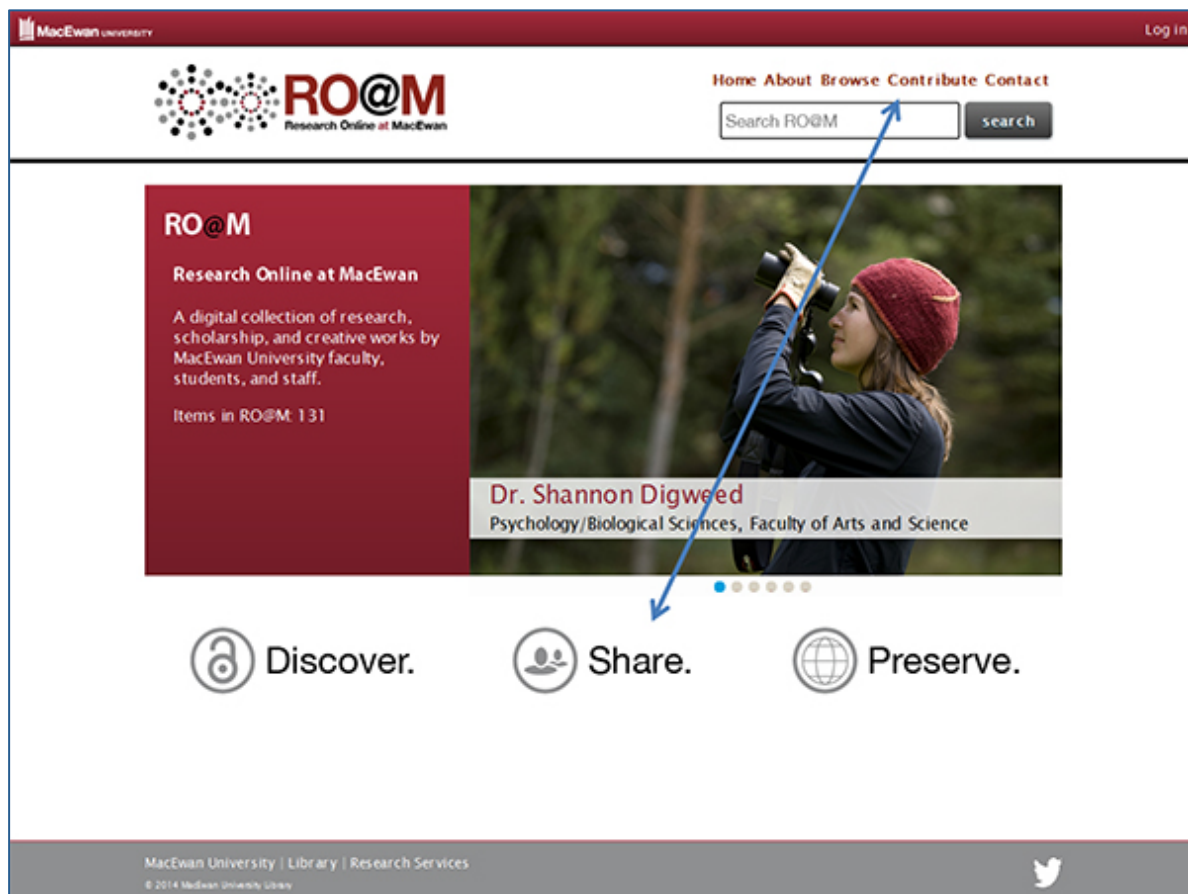 MacEwan UNIVERSITY
Log in
RO@M
Research Online at MacEwan
Home About Browse Contribute Contact
Search RO@M
search
RO@M
Research Online at MacEwan
A digital collection of research,
scholarship, and creative works by
MacEwan University faculty,
students, and staff.
Items in RO@M: 131
Dr. Shannon Digweed
Psychology/Biological Sciences, Faculty of Arts and Science
Discover.
Share.
Preserve.
MacEwan University | Library | Research Services
© 2014 MacEwan University Library